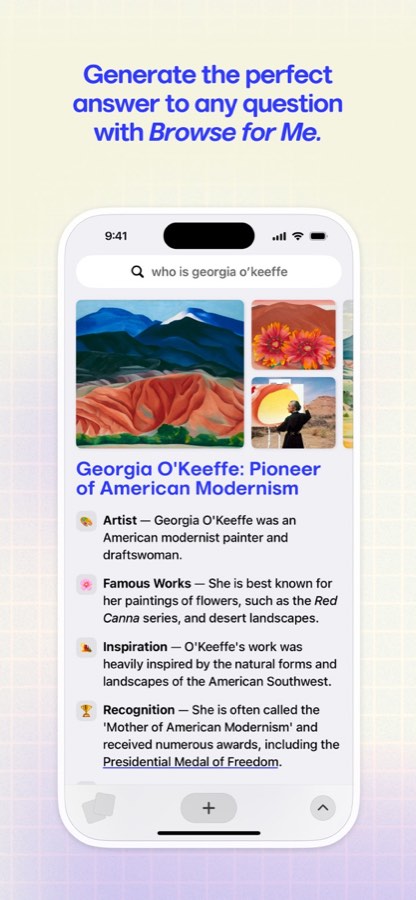 Generate the perfect
answer to any question
with Browse for Me.
9:41
who is georgia o'keeffe
Georgia O'Keeffe: Pioneer
of American Modernism
Artist — Georgia O'Keeffe was an
American modernist painter and
draftswoman.
Famous Works — She is best known for
her paintings of flowers, such as the Red
Canna series, and desert landscapes.
Inspiration — O'Keeffe's work was
heavily inspired by the natural forms and
landscapes of the American Southwest.
Recognition — She is often called the
'Mother of American Modernism' and
received numerous awards, including the
Presidential Medal of Freedom.